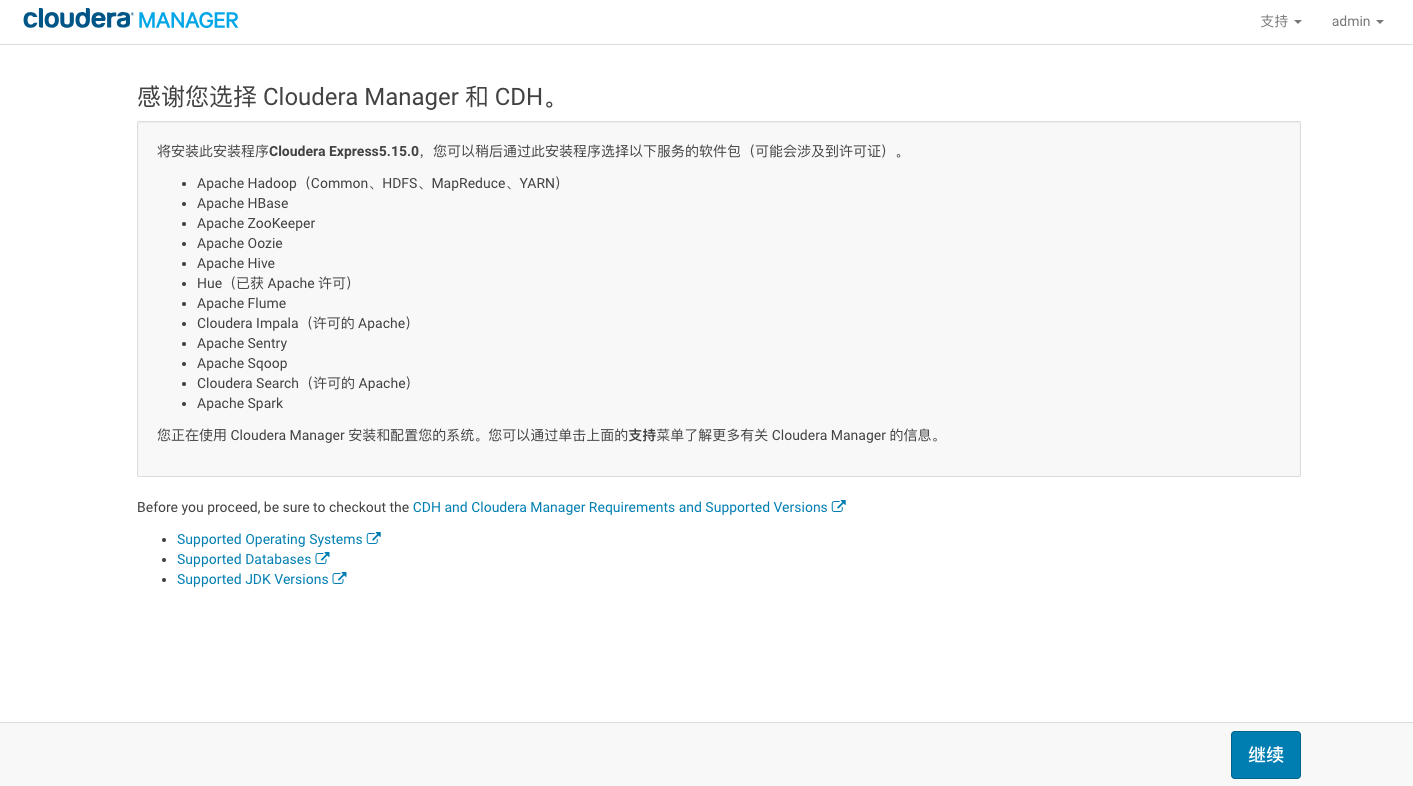 cloudera MANAGER
支持
admin
感谢您选择 Cloudera Manager 和 CDH。
将安装此安装程序Cloudera Express5.15.0，您可以稍后通过此安装程序选择以下服务的软件包（可能会涉及到许可证）。
Apache Hadoop（Common、HDFS、MapReduce、YARN）
Apache HBase
Apache ZooKeeper
Apache Oozie
Apache Hive
Hue（已获 Apache 许可）
Apache Flume
Cloudera Impala（许可的 Apache）
Apache Sentry
Apache Sqoop
Cloudera Search（许可的 Apache）
Apache Spark
您正在使用 Cloudera Manager 安装和配置您的系统。您可以通过单击上面的支持菜单了解更多有关 Cloudera Manager 的信息。
Before you proceed, be sure to checkout the CDH and Cloudera Manager Requirements and Supported Versions
Supported Operating Systems
Supported Databases
Supported JDK Versions
继续